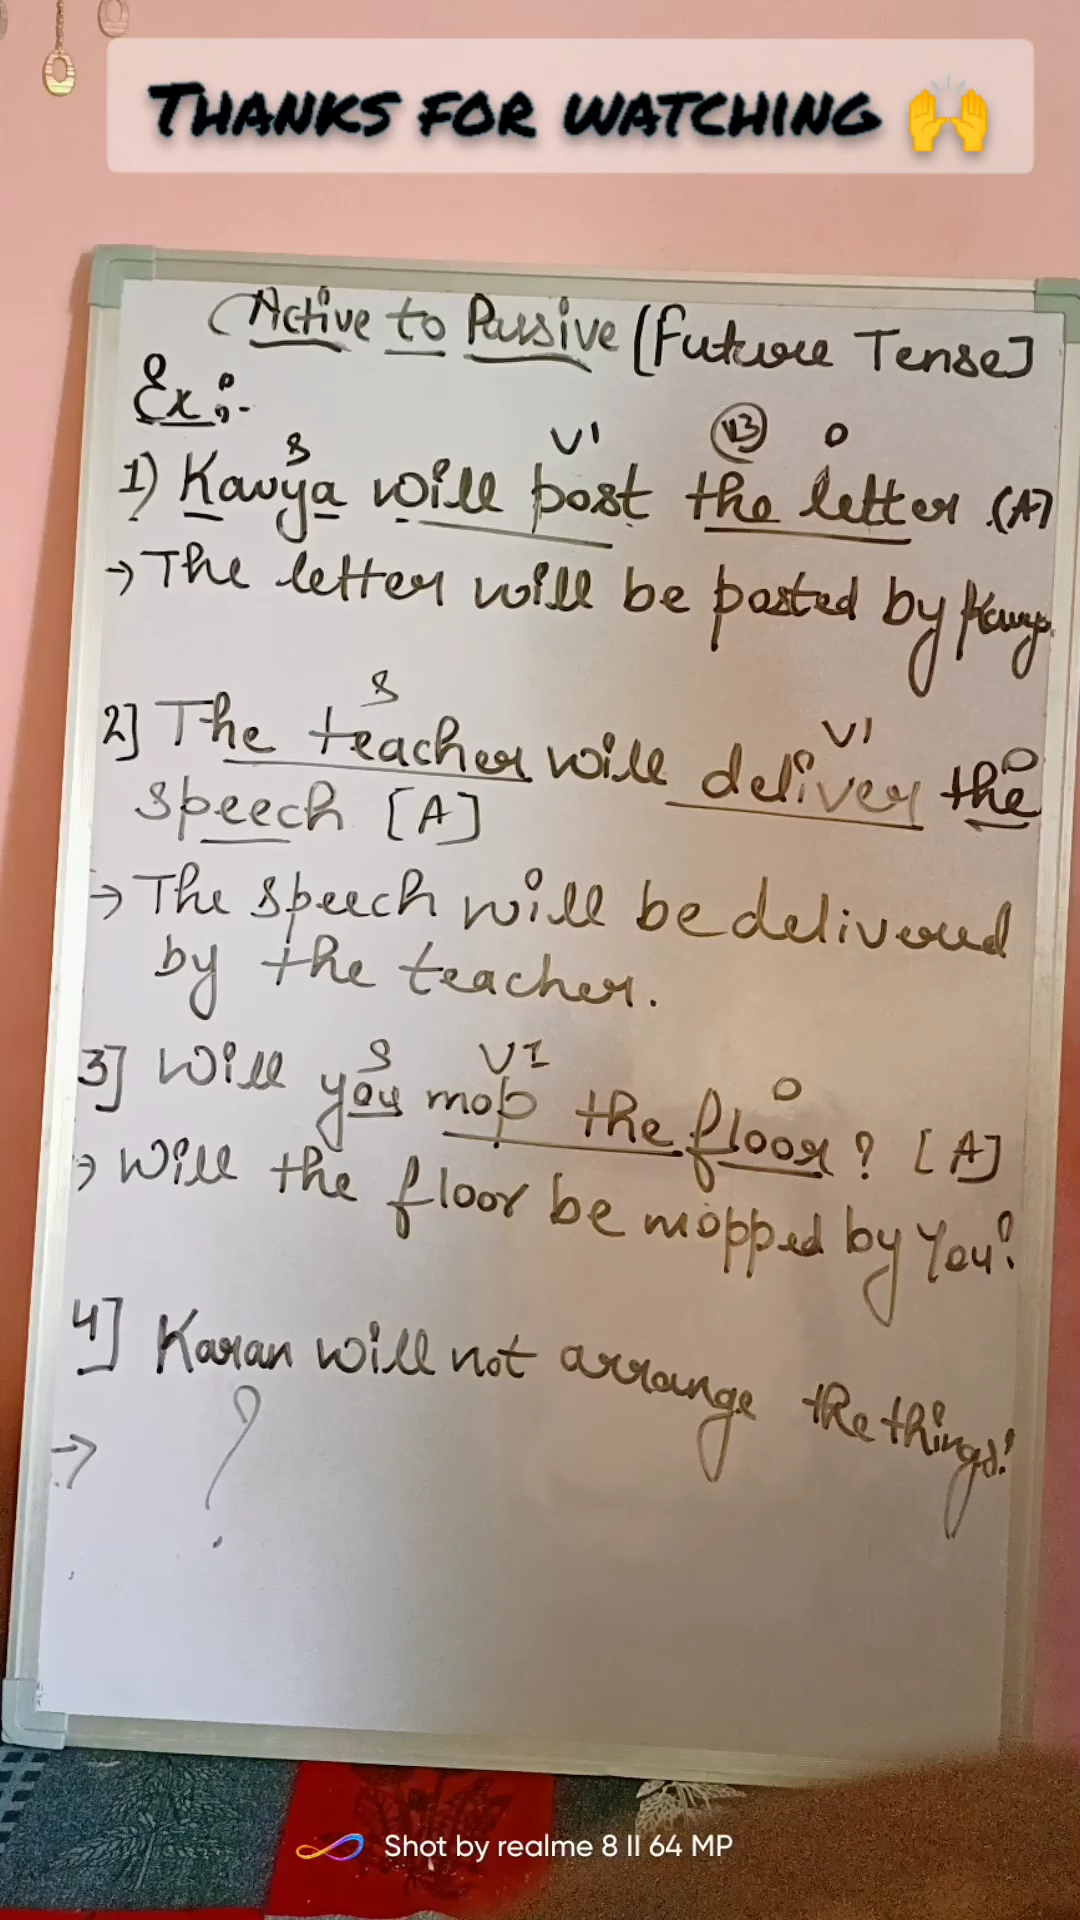 THANKS FOR WATCHING 🙌
Active to Passive [Future Tense]
Ex:-
S V1 V3 O
1) Kavya will post the letter (A)
→ The letter will be posted by Kavya.
S V1 O
2] The teacher will deliver the
speech [A]
→ The speech will be delivered
by the teacher.
S V1 O
3] Will you mop the floor? [A]
→ Will the floor be mopped by You?
4] Karan will not arrange the things.
→ ?
Shot by realme 8 II 64 MP